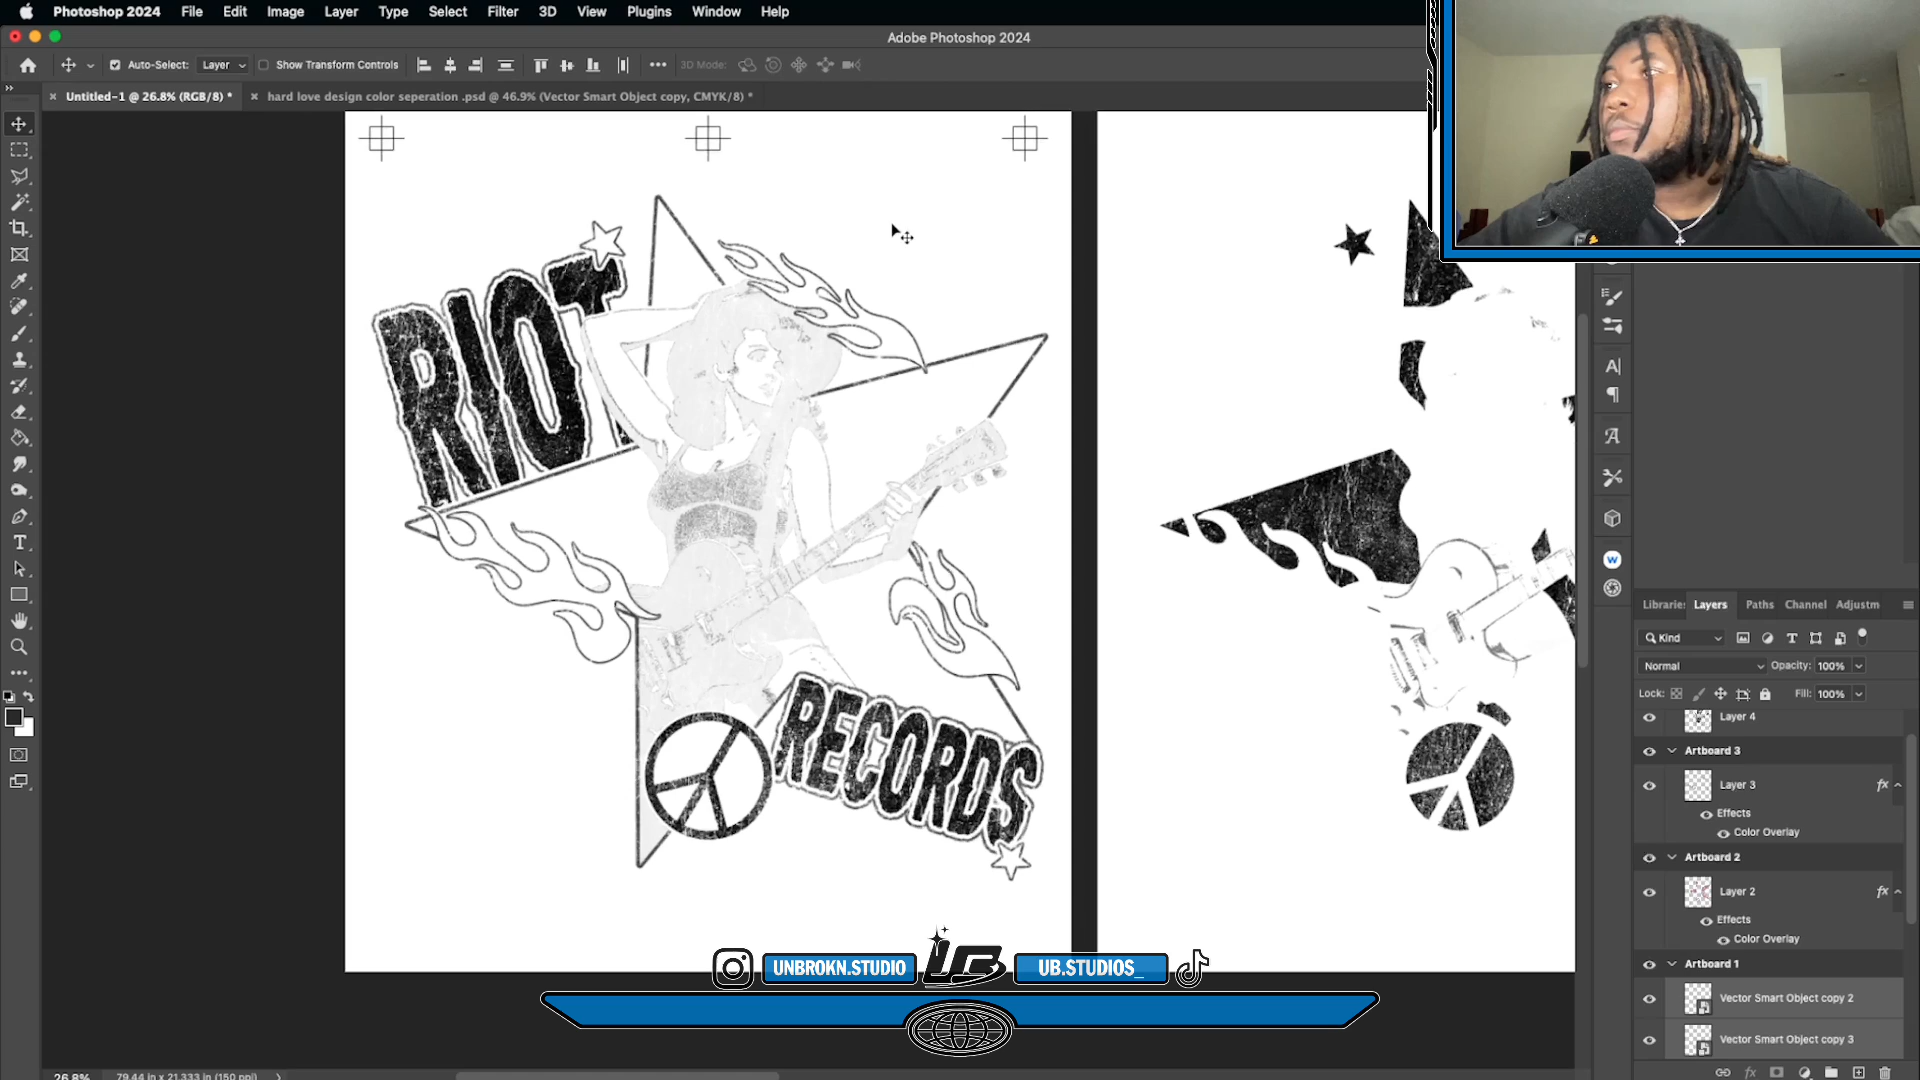 Photoshop 2024 File Edit Image Layer Type Select Filter 3D View Plugins Window Help
Adobe Photoshop 2024
Auto-Select: Layer Show Transform Controls 3D Mode:
Untitled-1 @ 26.8% (RGB/8) * hard love design color seperation .psd @ 46.9% (Vector Smart Object copy, CMYK/8) *
RIOT
RECORDS
Libraries Layers Paths Channel Adjustm
Kind
Normal Opacity: 100%
Lock: Fill: 100%
Layer 4
Artboard 3
Layer 3 fx
Effects
Color Overlay
Artboard 2
Layer 2 fx
Effects
Color Overlay
Artboard 1
Vector Smart Object copy 2
Vector Smart Object copy 3
UNBROKN.STUDIO UB UB.STUDIOS_
26.8% 79.44 in x 21.333 in (150 ppi)